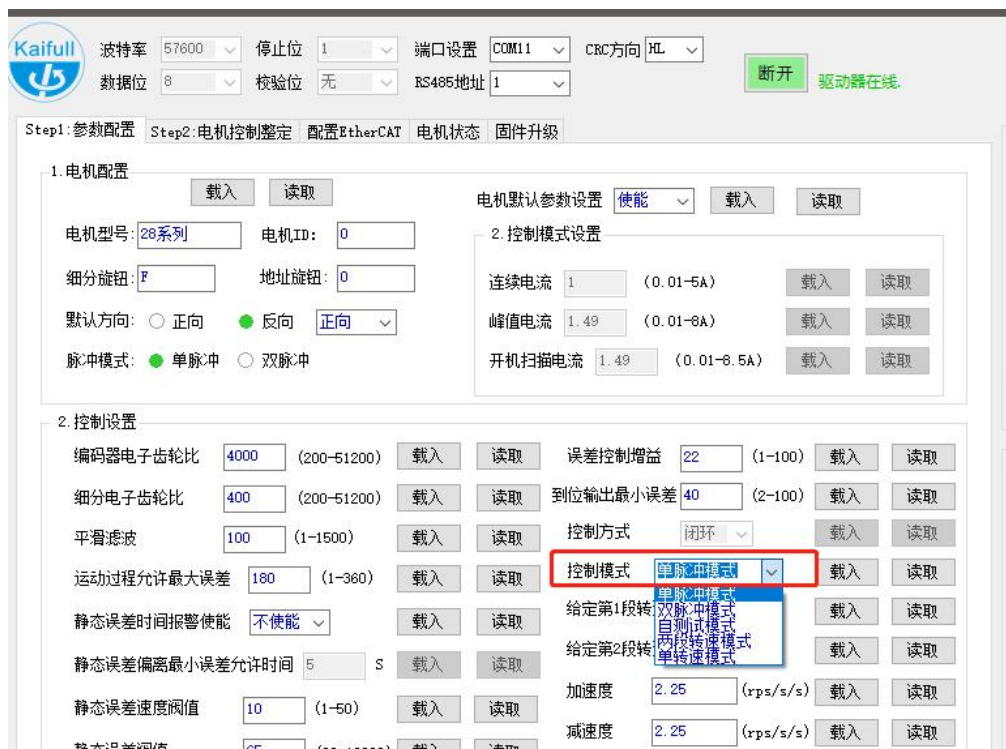 Kaifull
波特率 57600 停止位 1 端口设置 COM11 CRC方向 HL
数据位 8 校验位 无 RS485地址 1 断开 驱动器在线.
Step1:参数配置 Step2:电机控制整定 配置EtherCAT 电机状态 固件升级
1.电机配置
载入 读取 电机默认参数设置 使能 载入 读取
电机型号: 28系列 电机ID: 0
2.控制模式设置
细分旋钮: F 地址旋钮: 0 连续电流 1 (0.01-5A) 载入 读取
默认方向: 正向 反向 正向 峰值电流 1.49 (0.01-8A) 载入 读取
脉冲模式: 单脉冲 双脉冲 开机扫描电流 1.49 (0.01-8.5A) 载入 读取
2.控制设置
编码器电子齿轮比 4000 (200-51200) 载入 读取 误差控制增益 22 (1-100) 载入 读取
细分电子齿轮比 400 (200-51200) 载入 读取 到位输出最小误差 40 (2-100) 载入 读取
平滑滤波 100 (1-1500) 载入 读取 控制方式 闭环 载入 读取
运动过程允许最大误差 180 (1-360) 载入 读取 控制模式 单脉冲模式 载入 读取
单脉冲模式
双脉冲模式
自测试模式
两段转速模式
单转速模式
静态误差时间报警使能 不使能 载入 读取 给定第1段转 载入 读取
静态误差偏离最小误差允许时间 5 S 载入 读取 给定第2段转 载入 读取
静态误差速度阀值 10 (1-50) 载入 读取 加速度 2.25 (rps/s/s) 载入 读取
减速度 2.25 (rps/s/s) 载入 读取
静态误差阀值 65 载入 读取